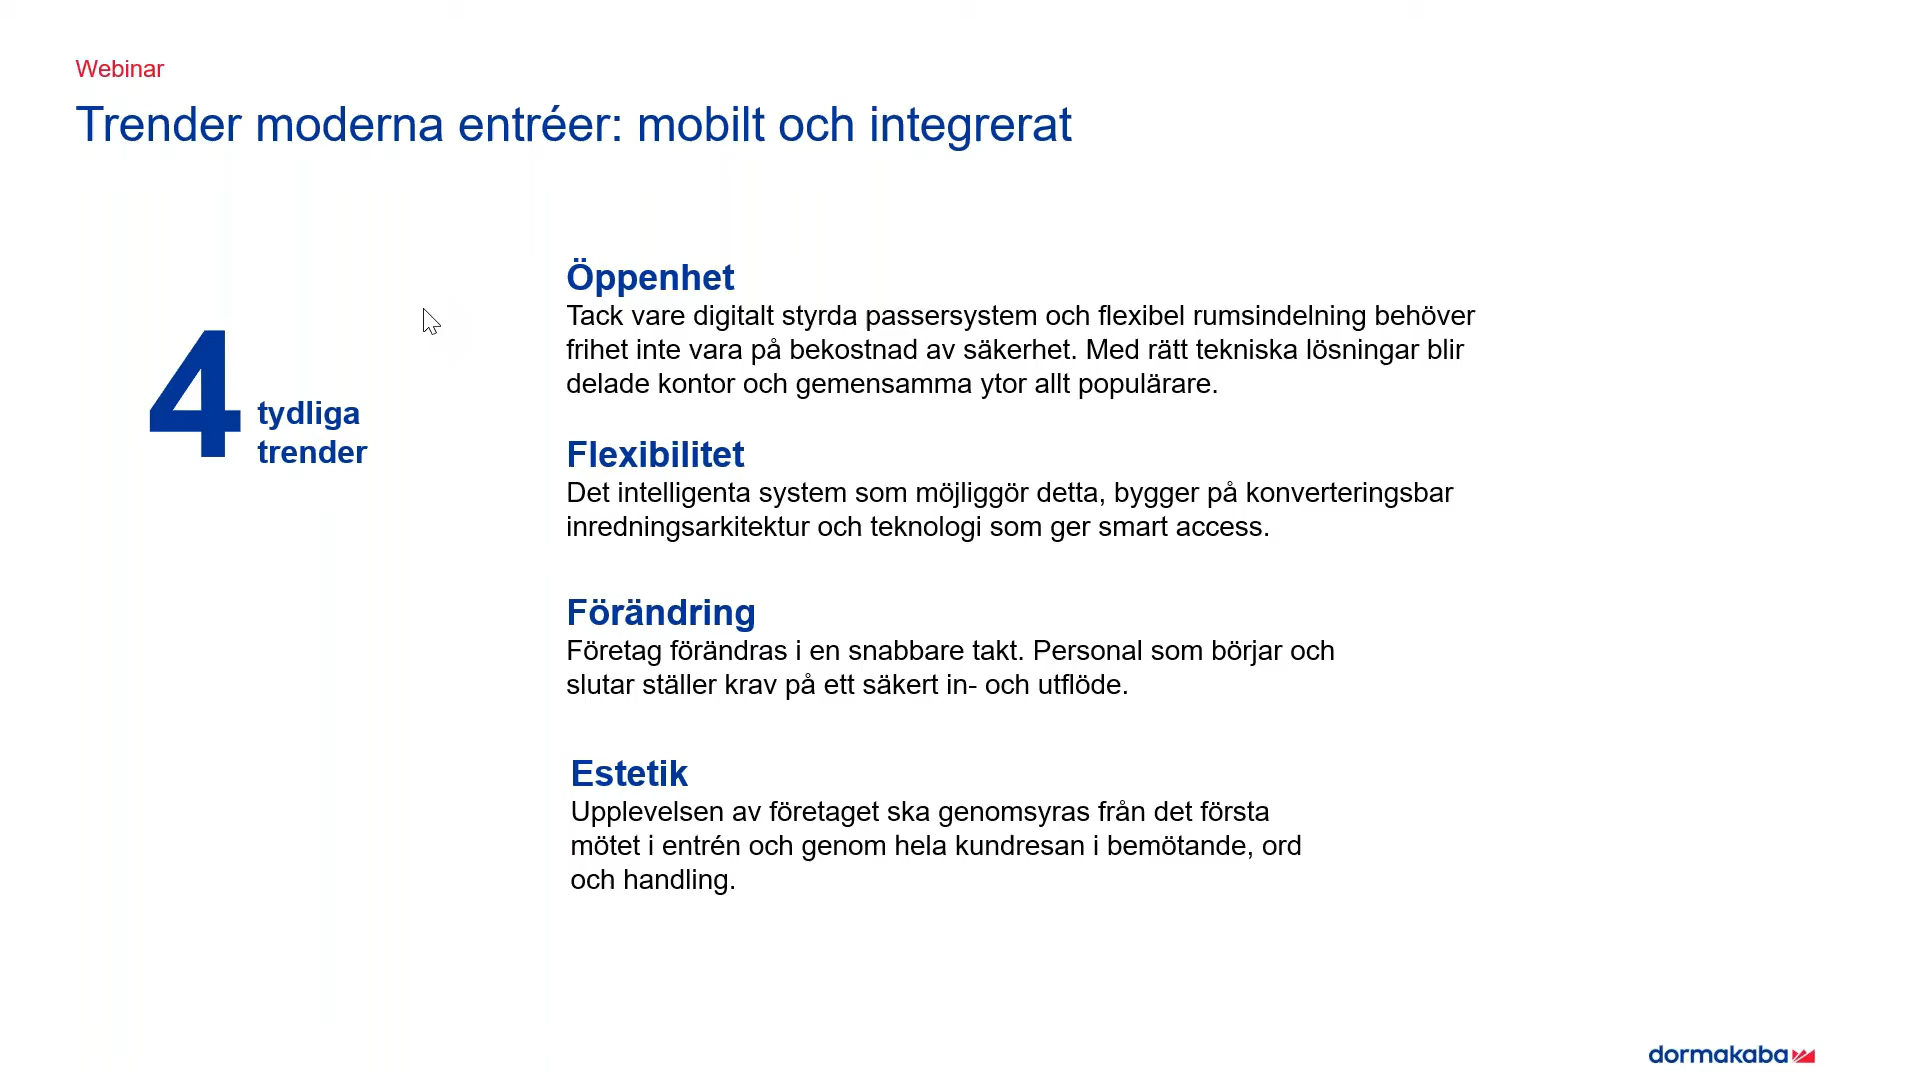 Webinar
Trender moderna entréer: mobilt och integrerat
4 tydliga
trender
Öppenhet
Tack vare digitalt styrda passersystem och flexibel rumsindelning behöver
frihet inte vara på bekostnad av säkerhet. Med rätt tekniska lösningar blir
delade kontor och gemensamma ytor allt populärare.
Flexibilitet
Det intelligenta system som möjliggör detta, bygger på konverteringsbar
inredningsarkitektur och teknologi som ger smart access.
Förändring
Företag förändras i en snabbare takt. Personal som börjar och
slutar ställer krav på ett säkert in- och utflöde.
Estetik
Upplevelsen av företaget ska genomsyras från det första
mötet i entrén och genom hela kundresan i bemötande, ord
och handling.
dormakaba